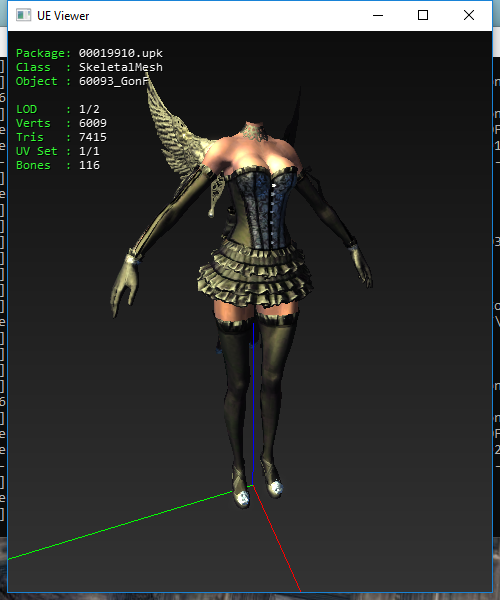 UE Viewer
Package: 00019910.upk
Class : SkeletalMesh
Object : 60093_GonF
LOD : 1/2
Verts : 6009
Tris : 7415
UV Set : 1/1
Bones : 116